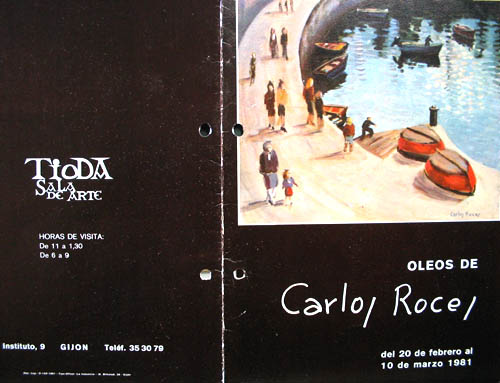 TIODA
SALA
DE ARTE
HORAS DE VISITA:
De 11 a 1,30
De 6 a 9
Instituto, 9 GIJON Teléf. 35 30 79
Carlos Roces
OLEOS DE
Carlos Roces
del 20 de febrero al
10 de marzo 1981